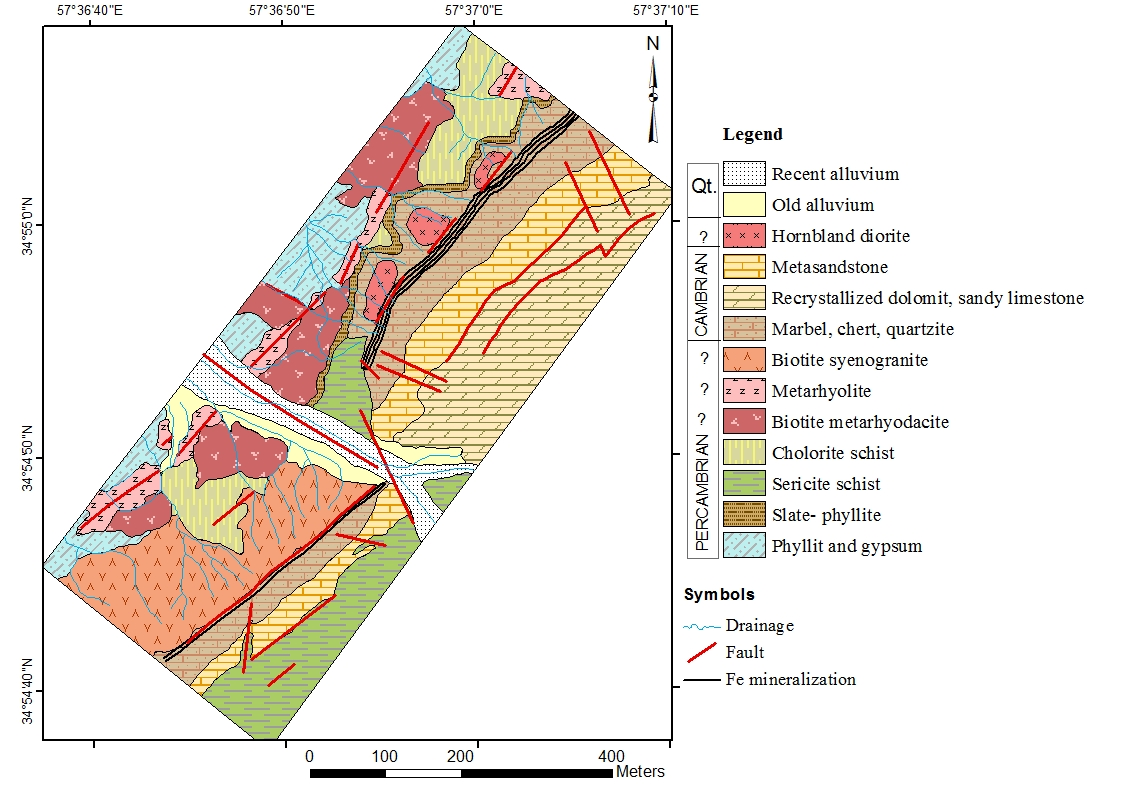 57°36'40"E 57°36'50"E 57°37'0"E 57°37'10"E
N
34°55'0"N
34°54'50"N
34°54'40"N
0 100 200 400
Meters
Legend
Qt.
?
CAMBRIAN
?
?
?
PERCAMBRIAN
Recent alluvium
Old alluvium
Hornbland diorite
Metasandstone
Recrystallized dolomit, sandy limestone
Marbel, chert, quartzite
Biotite syenogranite
Metarhyolite
Biotite metarhyodacite
Cholorite schist
Sericite schist
Slate- phyllite
Phyllit and gypsum
Symbols
Drainage
Fault
Fe mineralization